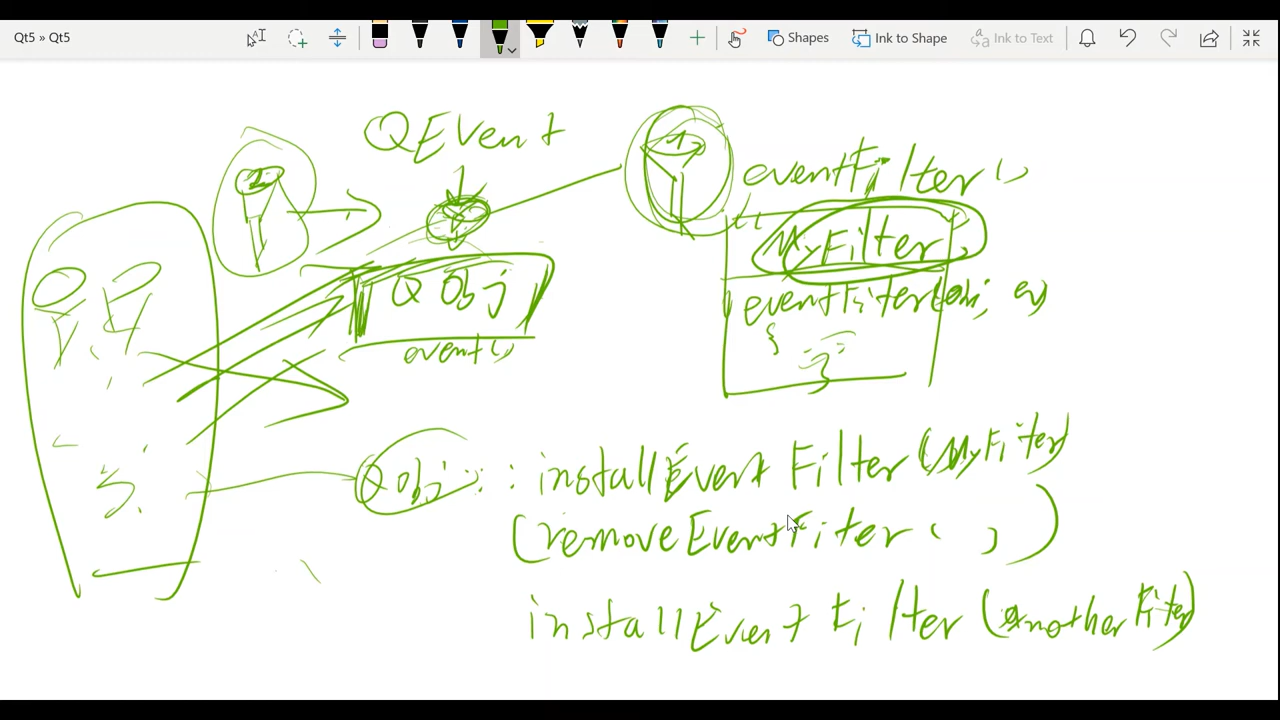 Qt5 » Qt5
Shapes
Ink to Shape
Ink to Text
QEvent
eventFilter()
MyFilter
QObj
eventFilter(obj, ev)
{
}
event()
QObj::installEventFilter(MyFilter)
(removeEventFilter( ))
installEventFilter(anotherFilter)